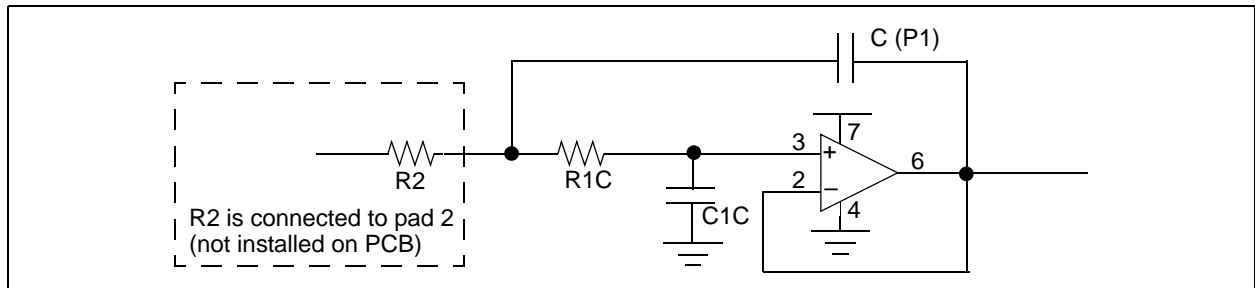 C (P1)
7
3
+
6
R2
R1C
2
−
C1C
4
R2 is connected to pad 2
(not installed on PCB)